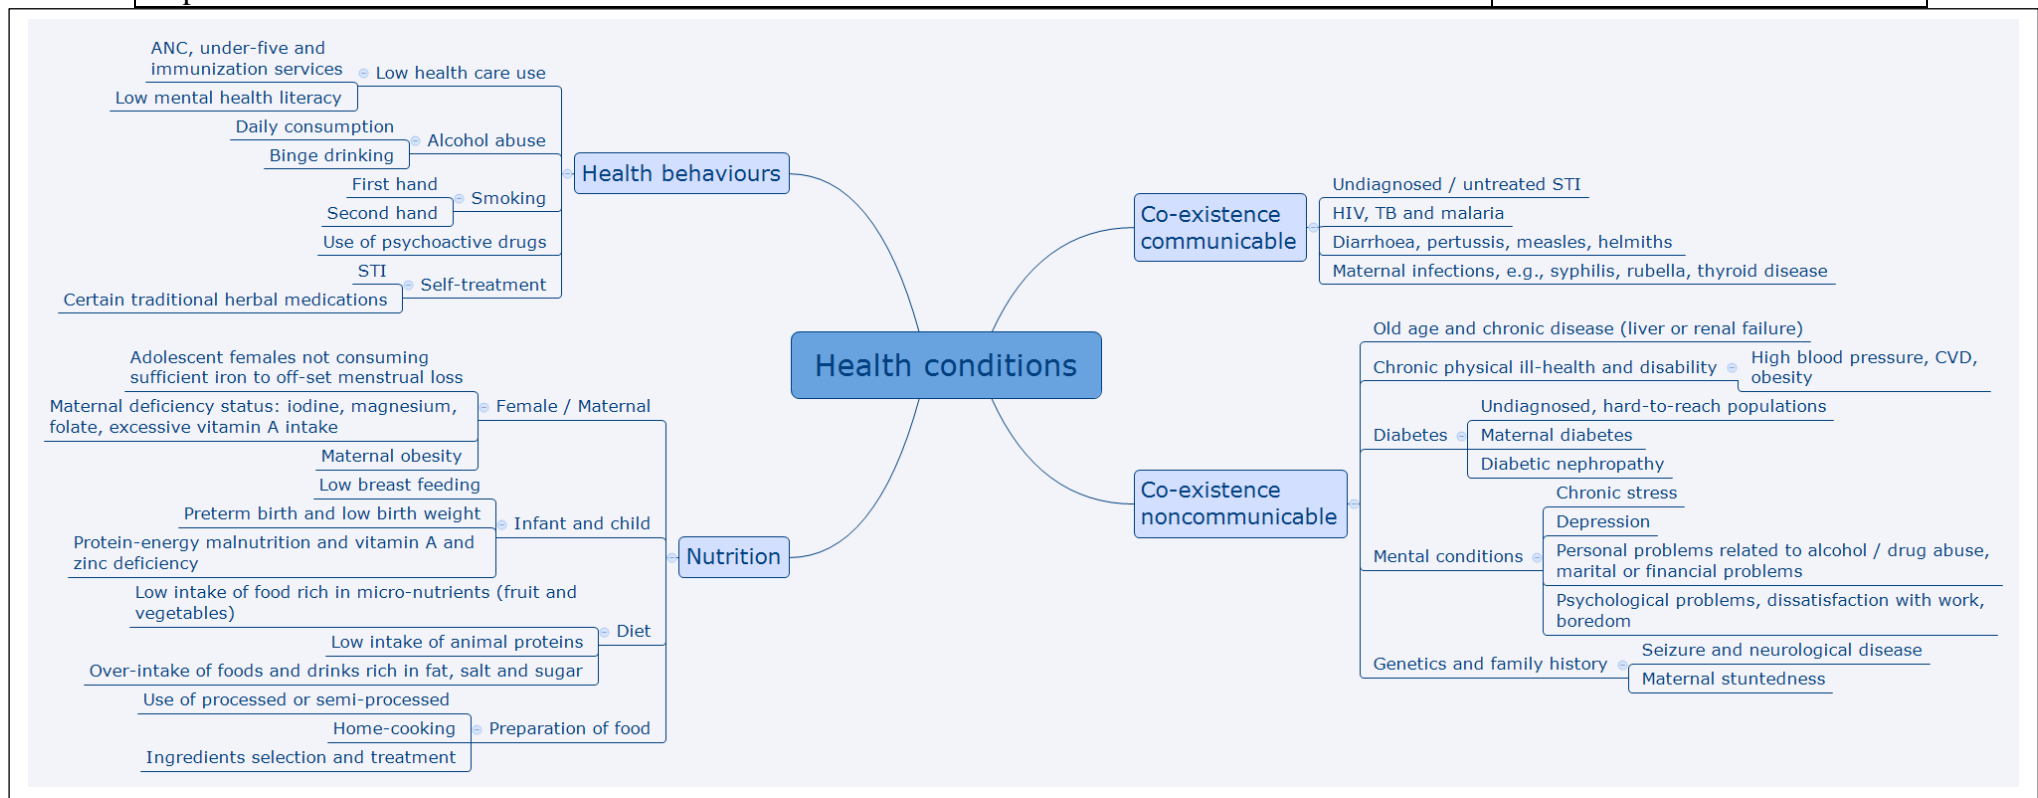 ANC, under-five and
immunization services
Low health care use
Low mental health literacy
Daily consumption
Alcohol abuse
Binge drinking
First hand
Smoking
Second hand
Use of psychoactive drugs
STI
Self-treatment
Certain traditional herbal medications
Health behaviours
Adolescent females not consuming
sufficient iron to off-set menstrual loss
Female / Maternal
Maternal deficiency status: iodine, magnesium,
folate, excessive vitamin A intake
Maternal obesity
Low breast feeding
Preterm birth and low birth weight
Infant and child
Protein-energy malnutrition and vitamin A and
zinc deficiency
Nutrition
Low intake of food rich in micro-nutrients (fruit and
vegetables)
Diet
Low intake of animal proteins
Over-intake of foods and drinks rich in fat, salt and sugar
Use of processed or semi-processed
Home-cooking
Preparation of food
Ingredients selection and treatment
Health conditions
Co-existence
communicable
Undiagnosed / untreated STI
HIV, TB and malaria
Diarrhoea, pertussis, measles, helmiths
Maternal infections, e.g., syphilis, rubella, thyroid disease
Co-existence
noncommunicable
Old age and chronic disease (liver or renal failure)
Chronic physical ill-health and disability
High blood pressure, CVD,
obesity
Diabetes
Undiagnosed, hard-to-reach populations
Maternal diabetes
Diabetic nephropathy
Mental conditions
Chronic stress
Depression
Personal problems related to alcohol / drug abuse,
marital or financial problems
Psychological problems, dissatisfaction with work,
boredom
Genetics and family history
Seizure and neurological disease
Maternal stuntedness